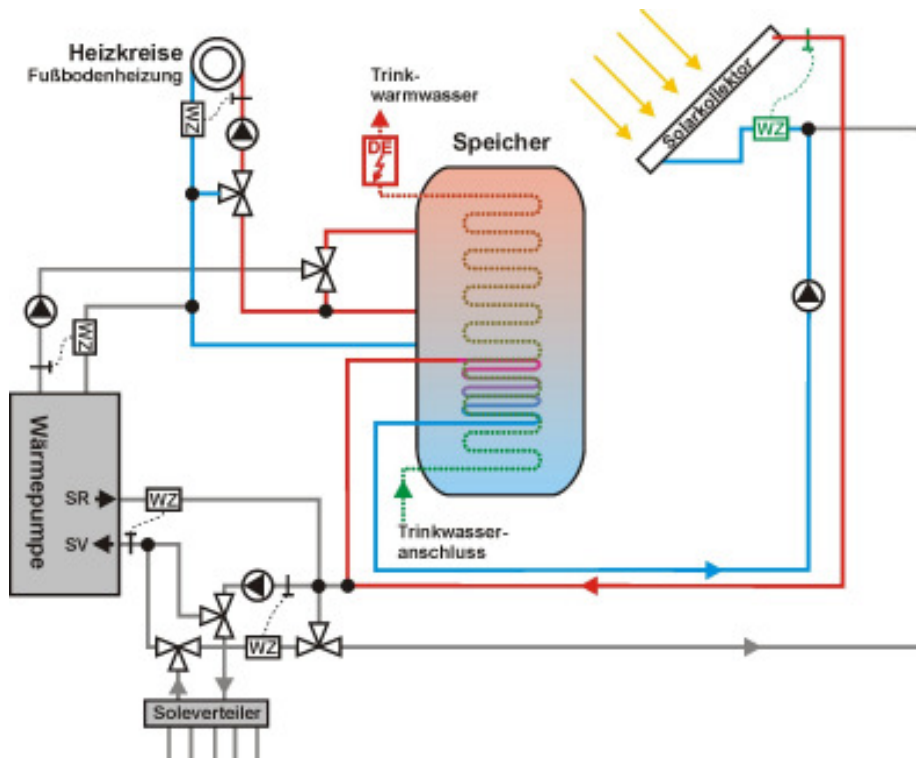 Heizkreise
Fußbodenheizung
WZ
Trink-
warmwasser
DE
Speicher
Solarkollektor
WZ
WZ
Wärmepumpe
SR
WZ
SV
Trinkwasser-
anschluss
WZ
Soleverteiler